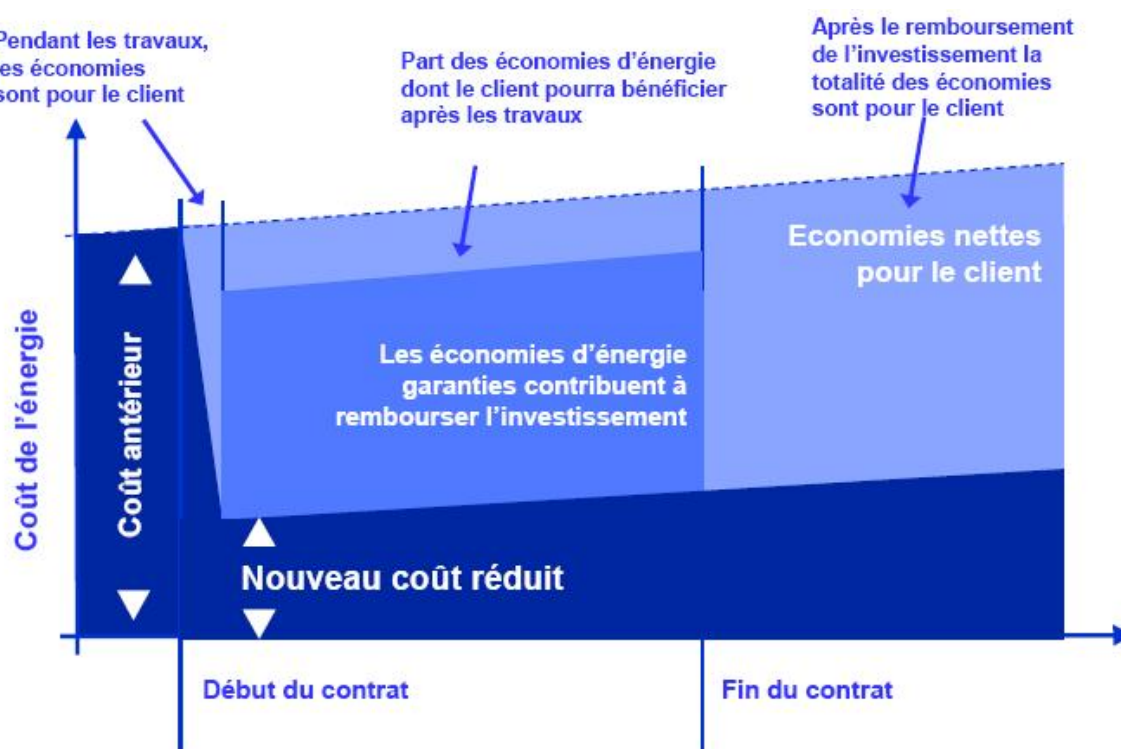 Pendant les travaux,
les économies
sont pour le client
Part des économies d'énergie
dont le client pourra bénéficier
après les travaux
Après le remboursement
de l'investissement la
totalité des économies
sont pour le client
Economies nettes
pour le client
Coût de l'énergie
Coût antérieur
Les économies d'énergie
garanties contribuent à
rembourser l'investissement
Nouveau coût réduit
Début du contrat
Fin du contrat